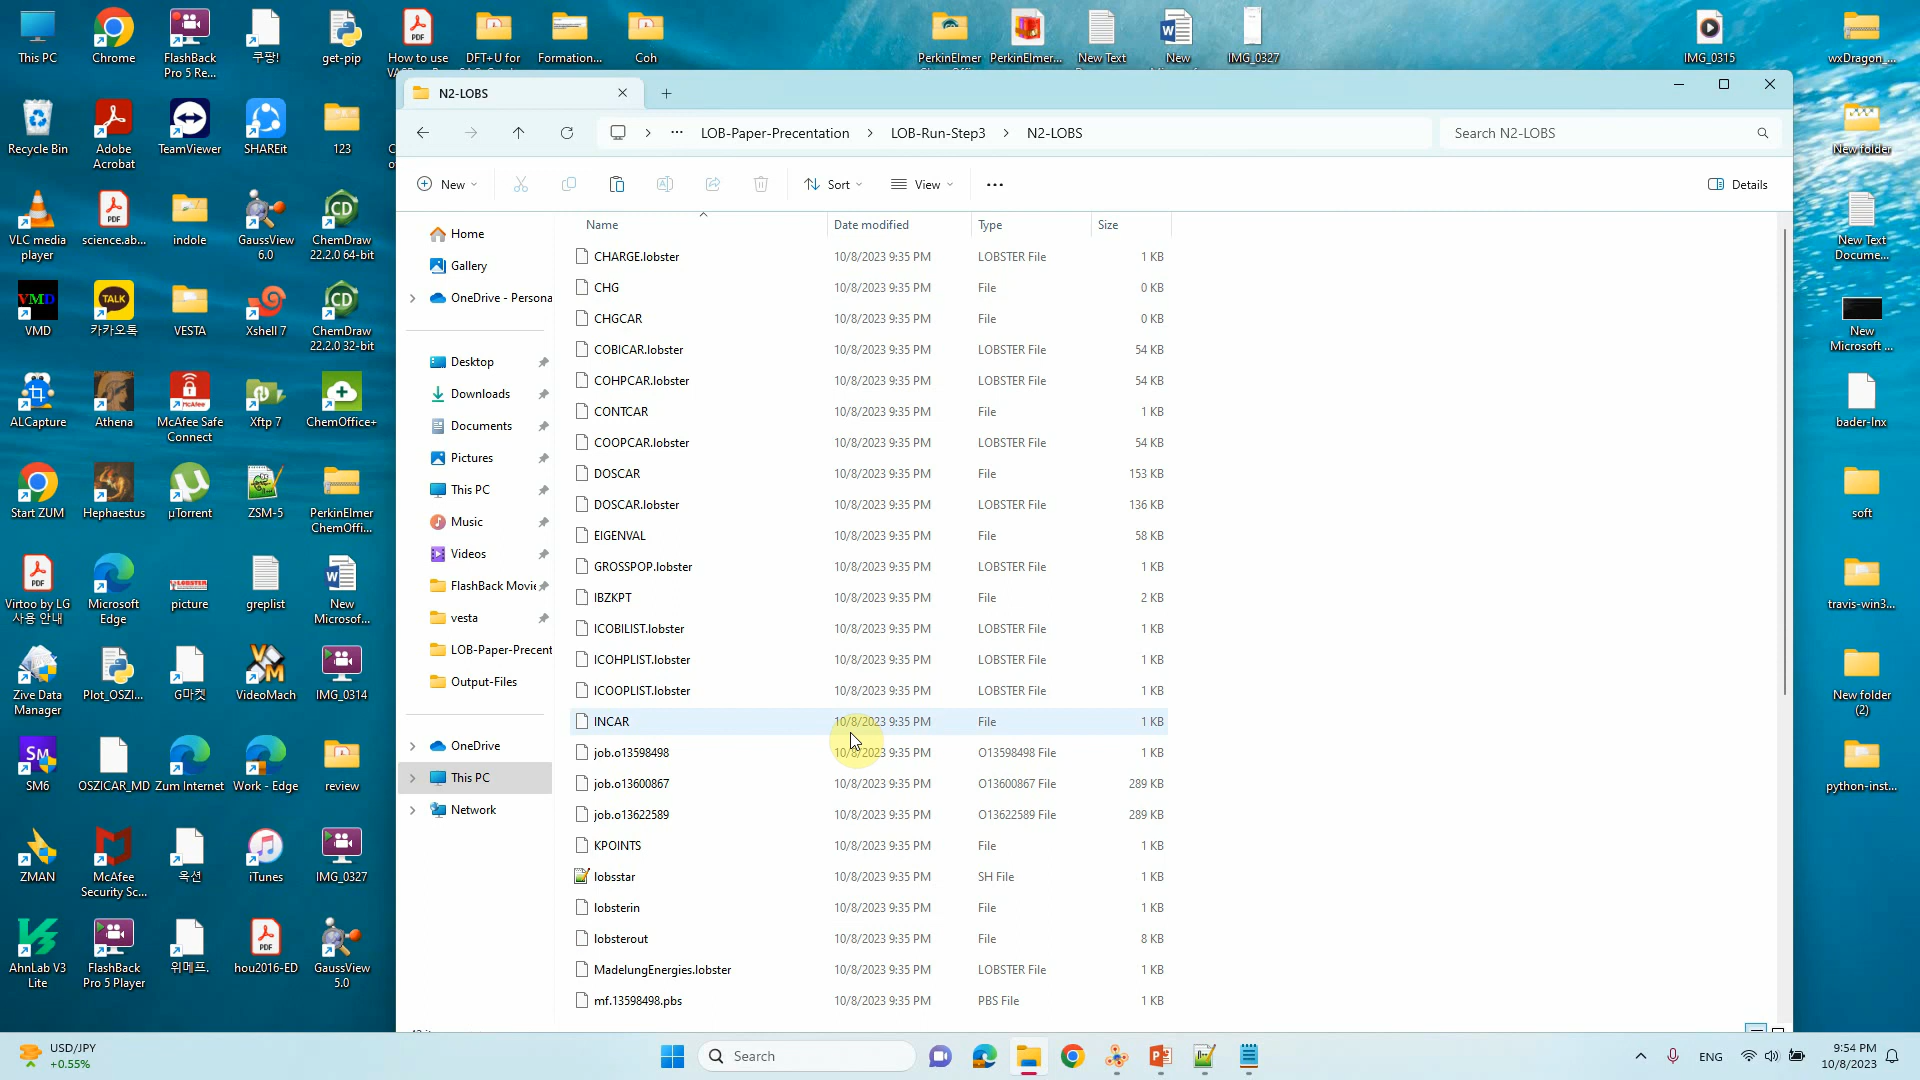 This PC
Chrome
FlashBack
Pro 5 Re...
쿠팡!
get-pip
How to use
DFT+U for
Formation...
Coh
PerkinElmer
PerkinElmer...
New Text
New
IMG_0327
IMG_0315
wxDragon_...
N2-LOBS
LOB-Paper-Precentation
LOB-Run-Step3
N2-LOBS
Search N2-LOBS
New
Sort
View
Details
Recycle Bin
Adobe
Acrobat
TeamViewer
SHAREit
123
New folder
VLC media
player
science.ab...
indole
GaussView
6.0
ChemDraw
22.2.0 64-bit
New Text
Docume...
VMD
카카오톡
VESTA
Xshell 7
ChemDraw
22.2.0 32-bit
New
Microsoft ...
ALCapture
Athena
McAfee Safe
Connect
Xftp 7
ChemOffice+
bader-lnx
Start ZUM
Hephaestus
µTorrent
ZSM-5
PerkinElmer
ChemOffi...
soft
Virtoo by LG
사용 안내
Microsoft
Edge
picture
greplist
New
Microsof...
travis-win3...
Zive Data
Manager
Plot_OSZI...
G마켓
VideoMach
IMG_0314
New folder
(2)
SM6
OSZICAR_MD
Zum Internet
Work - Edge
review
python-inst...
ZMAN
McAfee
Security Sc...
옥션
iTunes
IMG_0327
AhnLab V3
Lite
FlashBack
Pro 5 Player
위메프.
hou2016-ED
GaussView
5.0
Home
Gallery
OneDrive - Persona
Desktop
Downloads
Documents
Pictures
This PC
Music
Videos
FlashBack Movie
vesta
LOB-Paper-Precent
Output-Files
OneDrive
This PC
Network
Name Date modified Type Size
CHARGE.lobster 10/8/2023 9:35 PM LOBSTER File 1 KB
CHG 10/8/2023 9:35 PM File 0 KB
CHGCAR 10/8/2023 9:35 PM File 0 KB
COBICAR.lobster 10/8/2023 9:35 PM LOBSTER File 54 KB
COHPCAR.lobster 10/8/2023 9:35 PM LOBSTER File 54 KB
CONTCAR 10/8/2023 9:35 PM File 1 KB
COOPCAR.lobster 10/8/2023 9:35 PM LOBSTER File 54 KB
DOSCAR 10/8/2023 9:35 PM File 153 KB
DOSCAR.lobster 10/8/2023 9:35 PM LOBSTER File 136 KB
EIGENVAL 10/8/2023 9:35 PM File 58 KB
GROSSPOP.lobster 10/8/2023 9:35 PM LOBSTER File 1 KB
IBZKPT 10/8/2023 9:35 PM File 2 KB
ICOBILIST.lobster 10/8/2023 9:35 PM LOBSTER File 1 KB
ICOHPLIST.lobster 10/8/2023 9:35 PM LOBSTER File 1 KB
ICOOPLIST.lobster 10/8/2023 9:35 PM LOBSTER File 1 KB
INCAR 10/8/2023 9:35 PM File 1 KB
job.o13598498 10/8/2023 9:35 PM O13598498 File 1 KB
job.o13600867 10/8/2023 9:35 PM O13600867 File 289 KB
job.o13622589 10/8/2023 9:35 PM O13622589 File 289 KB
KPOINTS 10/8/2023 9:35 PM File 1 KB
lobsstar 10/8/2023 9:35 PM SH File 1 KB
lobsterin 10/8/2023 9:35 PM File 1 KB
lobsterout 10/8/2023 9:35 PM File 8 KB
MadelungEnergies.lobster 10/8/2023 9:35 PM LOBSTER File 1 KB
mf.13598498.pbs 10/8/2023 9:35 PM PBS File 1 KB
USD/JPY
+0.55%
Search
ENG
9:54 PM
10/8/2023